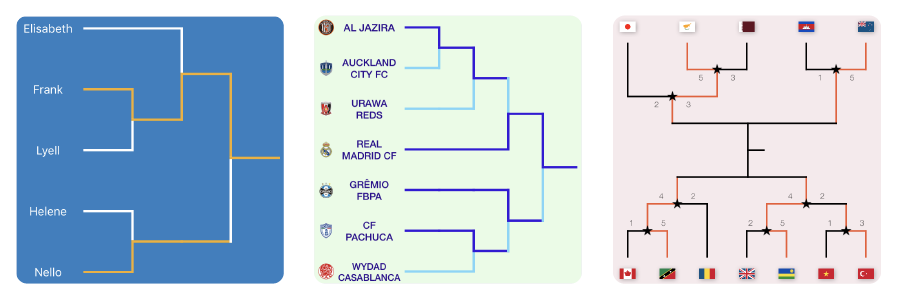 Elisabeth
Frank
Lyell
Helene
Nello
AL JAZIRA
AUCKLAND
CITY FC
URAWA
REDS
REAL
MADRID CF
GRÊMIO
FBPA
CF
PACHUCA
WYDAD
CASABLANCA
5 3 1 5
2 3
4 2 4 2
1 5 2 5 1 3